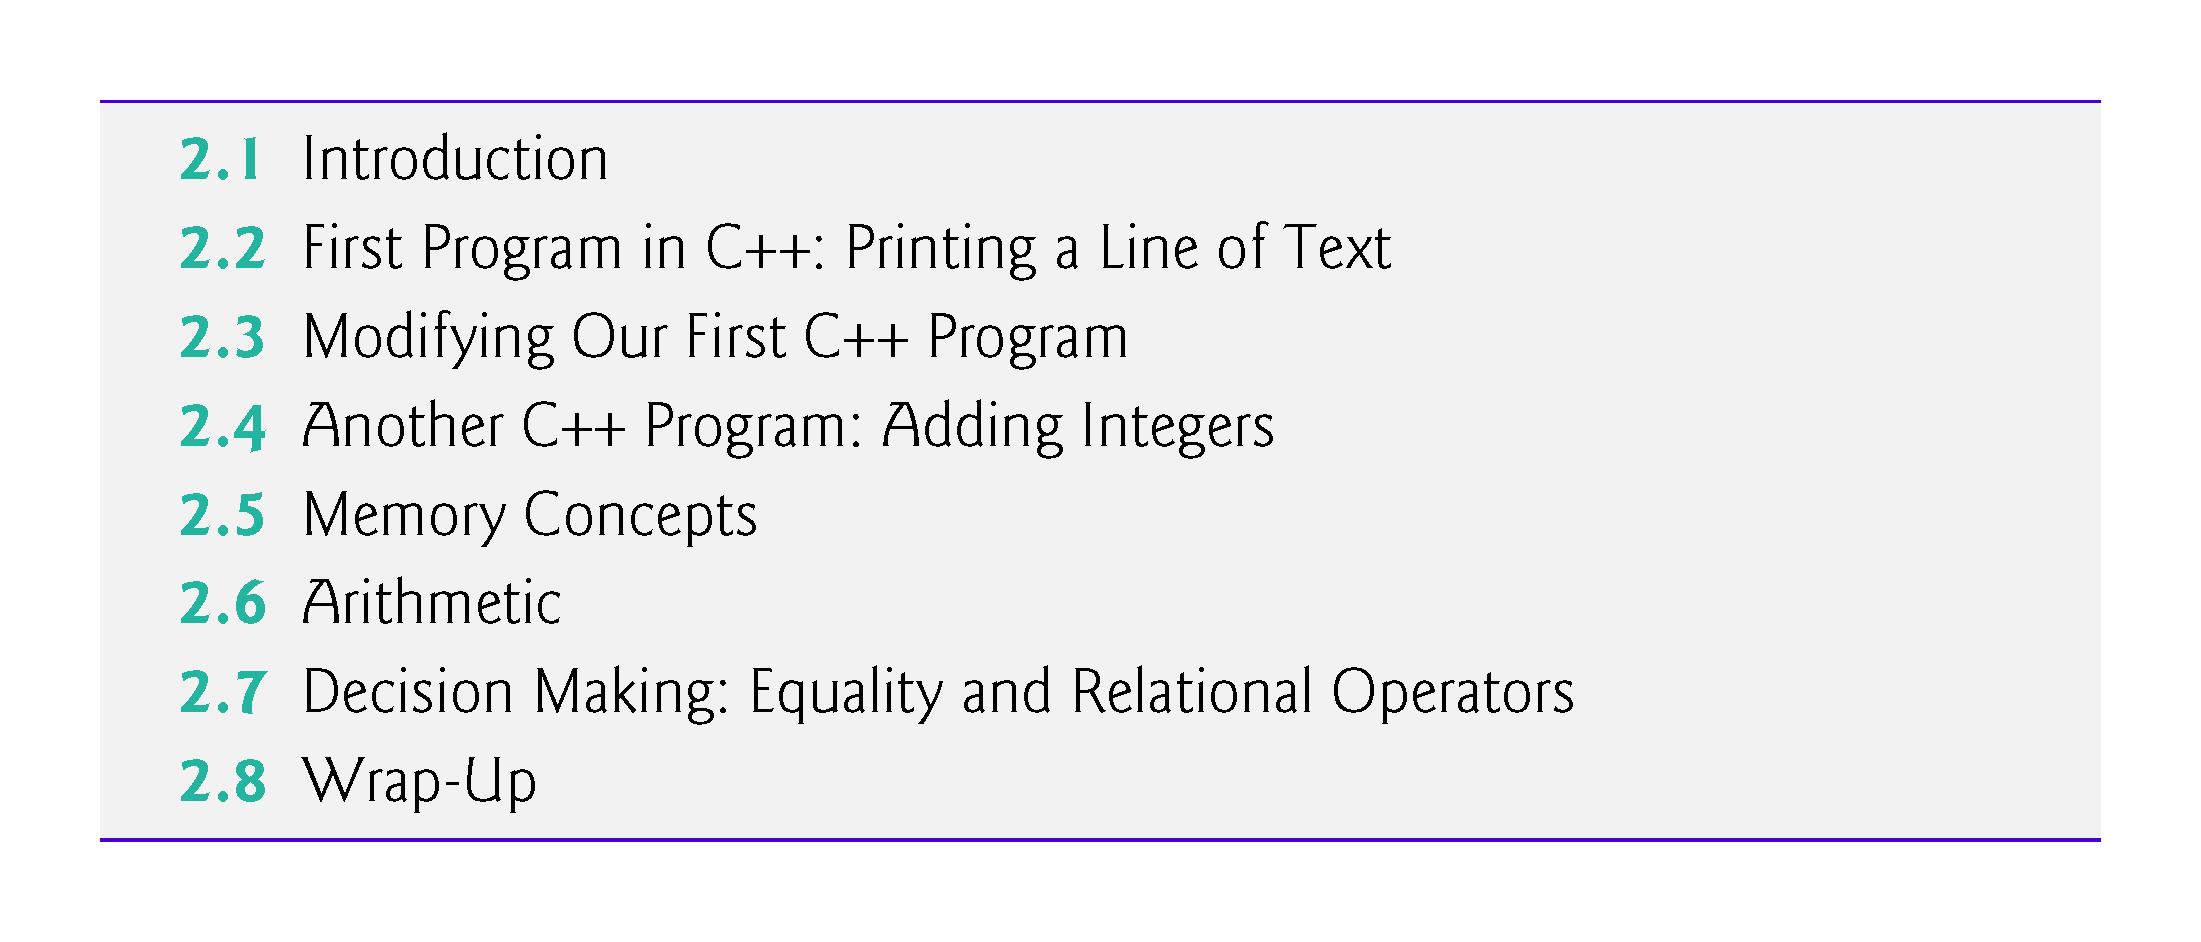 2.1 Introduction
2.2 First Program in C++: Printing a Line of Text
2.3 Modifying Our First C++ Program
2.4 Another C++ Program: Adding Integers
2.5 Memory Concepts
2.6 Arithmetic
2.7 Decision Making: Equality and Relational Operators
2.8 Wrap-Up